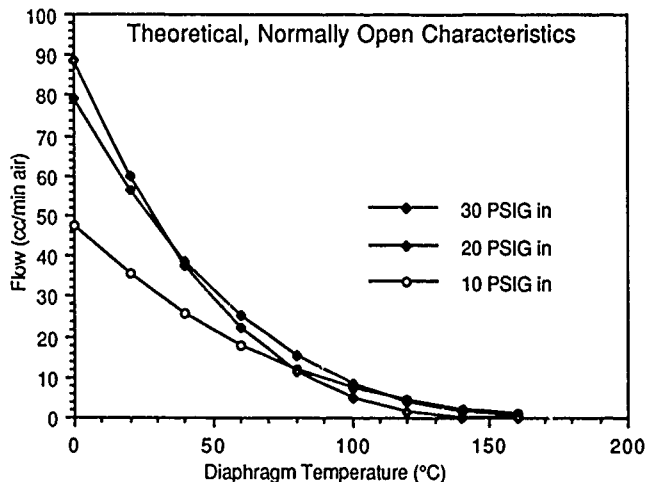 Theoretical, Normally Open Characteristics
100
90
80
70
60
50
40
30
20
10
0
Flow (cc/min air)
30 PSIG in
20 PSIG in
10 PSIG in
0 50 100 150 200
Diaphragm Temperature (°C)